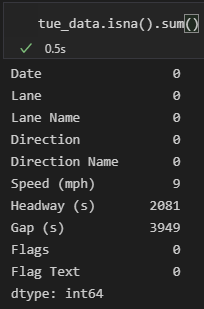 tue_data.isna().sum()
0.5s
Date 0
Lane 0
Lane Name 0
Direction 0
Direction Name 0
Speed (mph) 9
Headway (s) 2081
Gap (s) 3949
Flags 0
Flag Text 0
dtype: int64